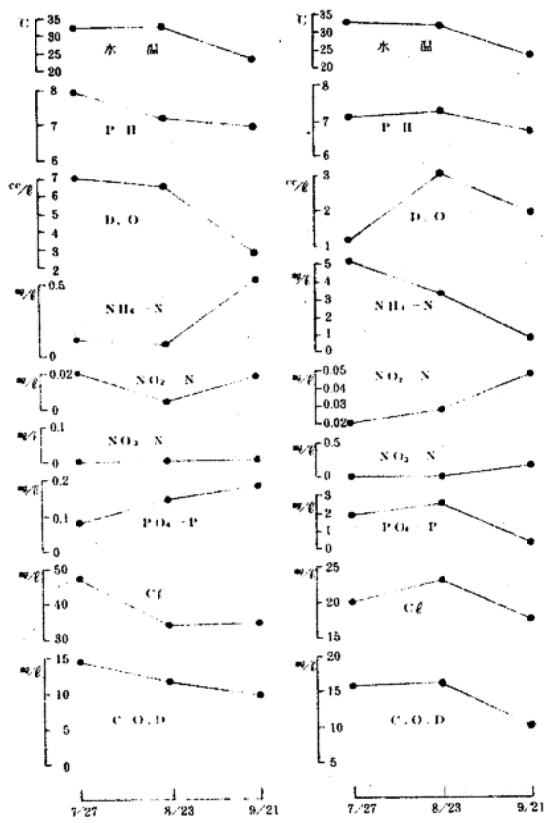 ℃
35
30
25
20
水 温
8
7
6
P H
cc/ℓ
7
6
5
4
3
2
D. O
mg/ℓ
0.5
0
NH₄-N
mg/ℓ
0.02
0
NO₂-N
mg/ℓ
0.1
0
NO₃-N
mg/ℓ
0.2
0.1
0
PO₄-P
mg/ℓ
50
40
30
Cℓ
mg/ℓ
15
10
5
0
C.O.D
7/27 8/23 9/21
℃
35
30
25
20
水 温
8
7
6
P H
cc/ℓ
3
2
1
D. O
mg/ℓ
5
4
3
2
1
0
NH₄-N
mg/ℓ
0.05
0.04
0.03
0.02
NO₂-N
mg/ℓ
0.5
0
NO₃-N
mg/ℓ
3
2
1
0
PO₄-P
mg/ℓ
25
20
15
Cℓ
mg/ℓ
20
15
10
5
C.O.D
7/27 8/23 9/21